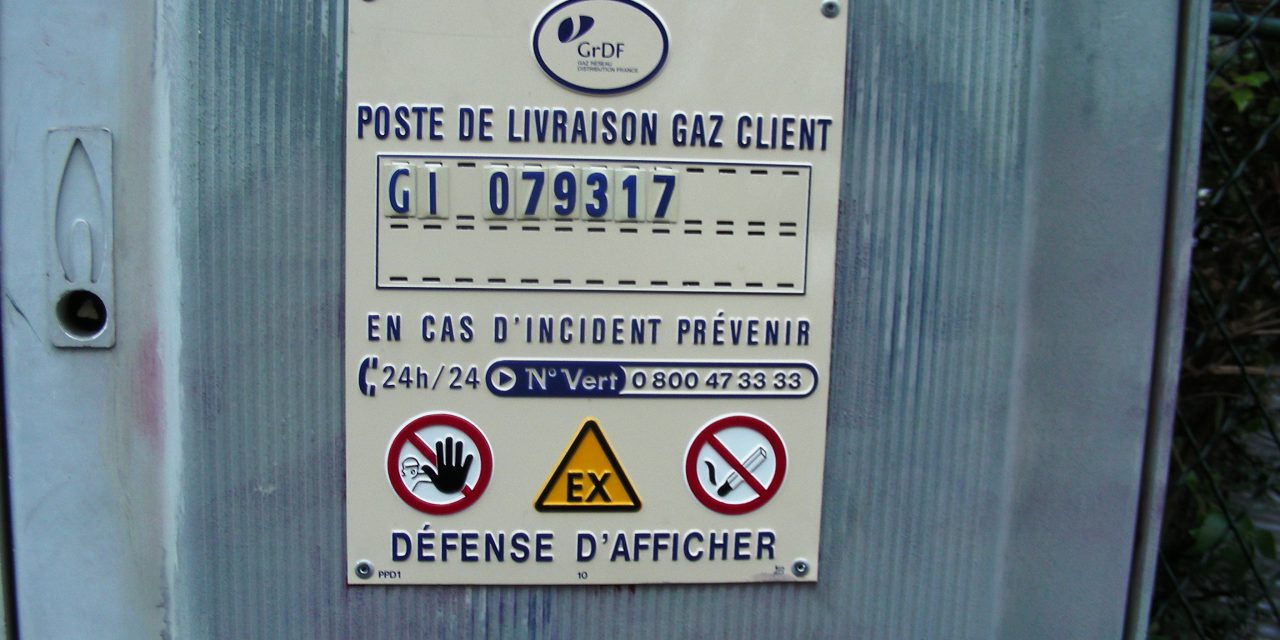 GrDF
GAZ RÉSEAU
DISTRIBUTION FRANCE
POSTE DE LIVRAISON GAZ CLIENT
GI 079317
EN CAS D'INCIDENT PRÉVENIR
24h/24 N° Vert 0 800 47 33 33
EX
DÉFENSE D'AFFICHER
PPD1 10